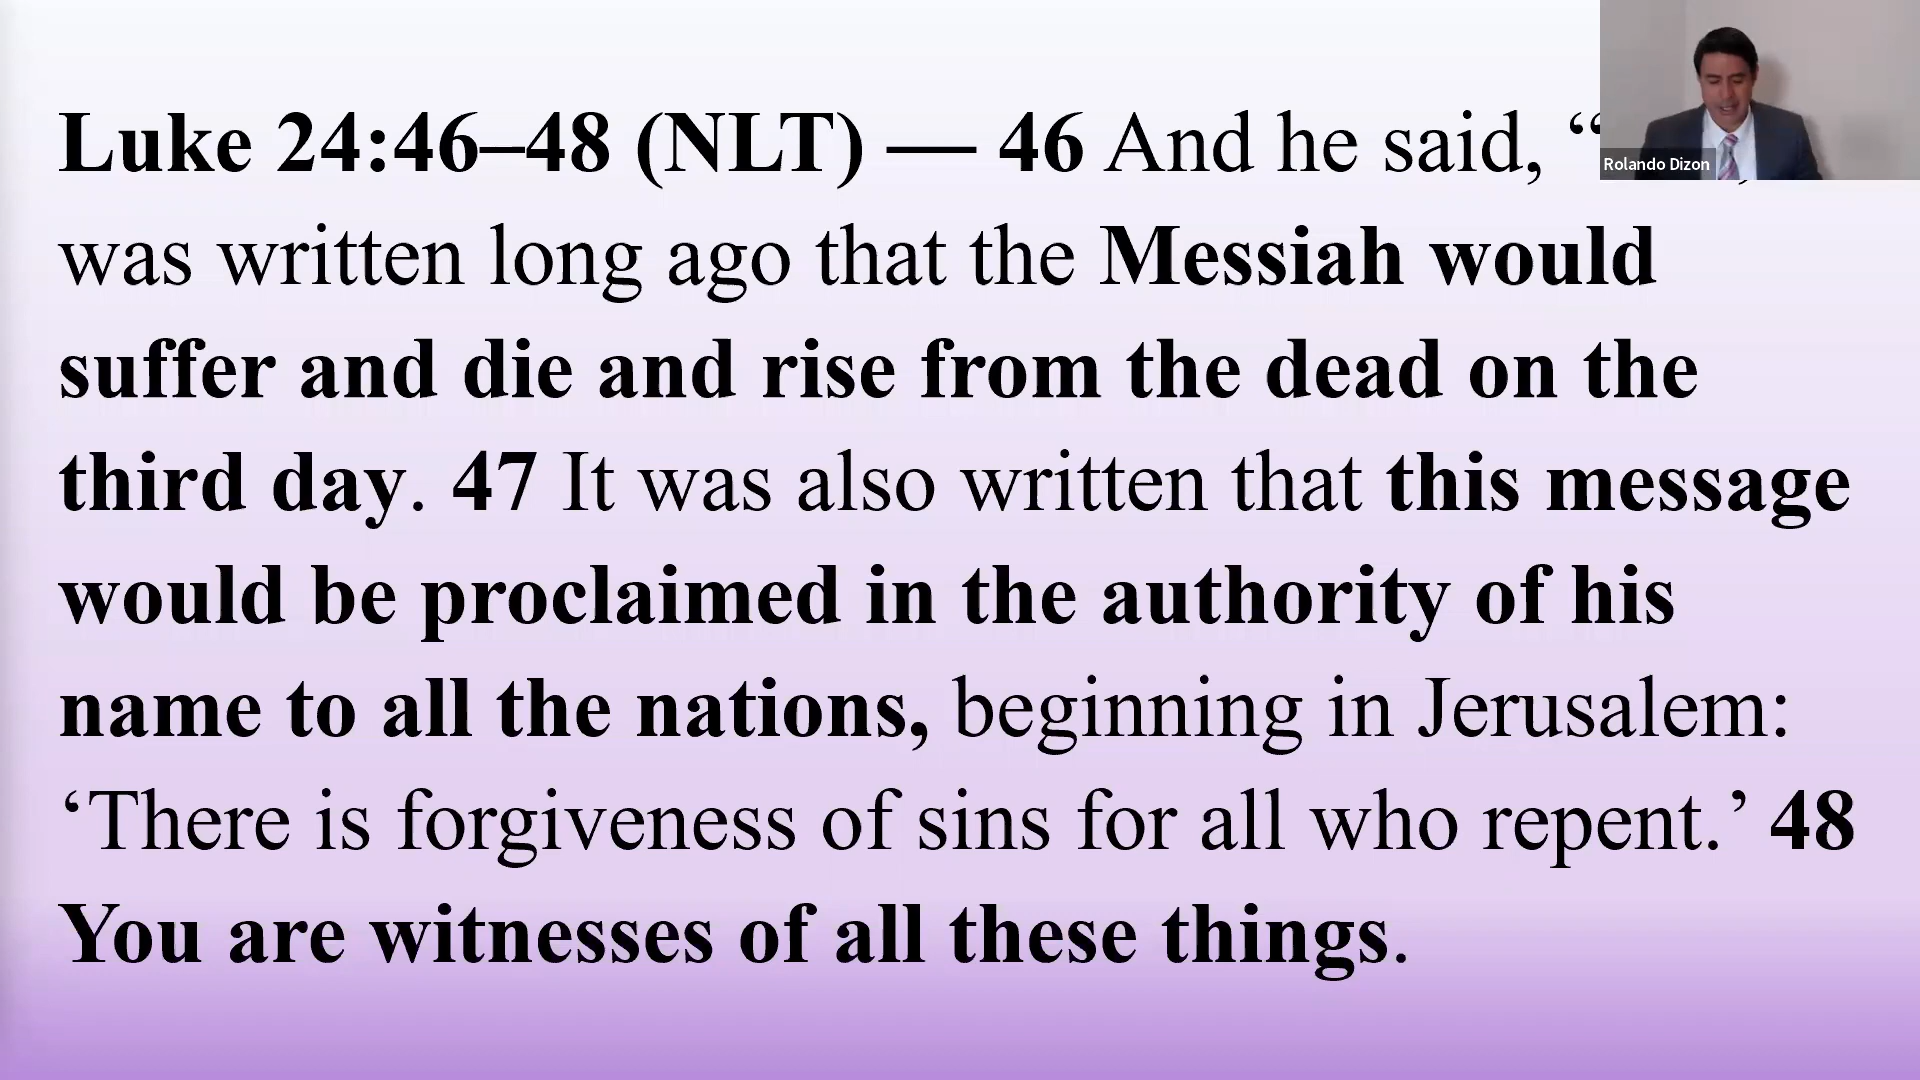 Luke 24:46–48 (NLT) — 46 And he said, “
was written long ago that the Messiah would
suffer and die and rise from the dead on the
third day. 47 It was also written that this message
would be proclaimed in the authority of his
name to all the nations, beginning in Jerusalem:
‘There is forgiveness of sins for all who repent.’ 48
You are witnesses of all these things.
Rolando Dizon